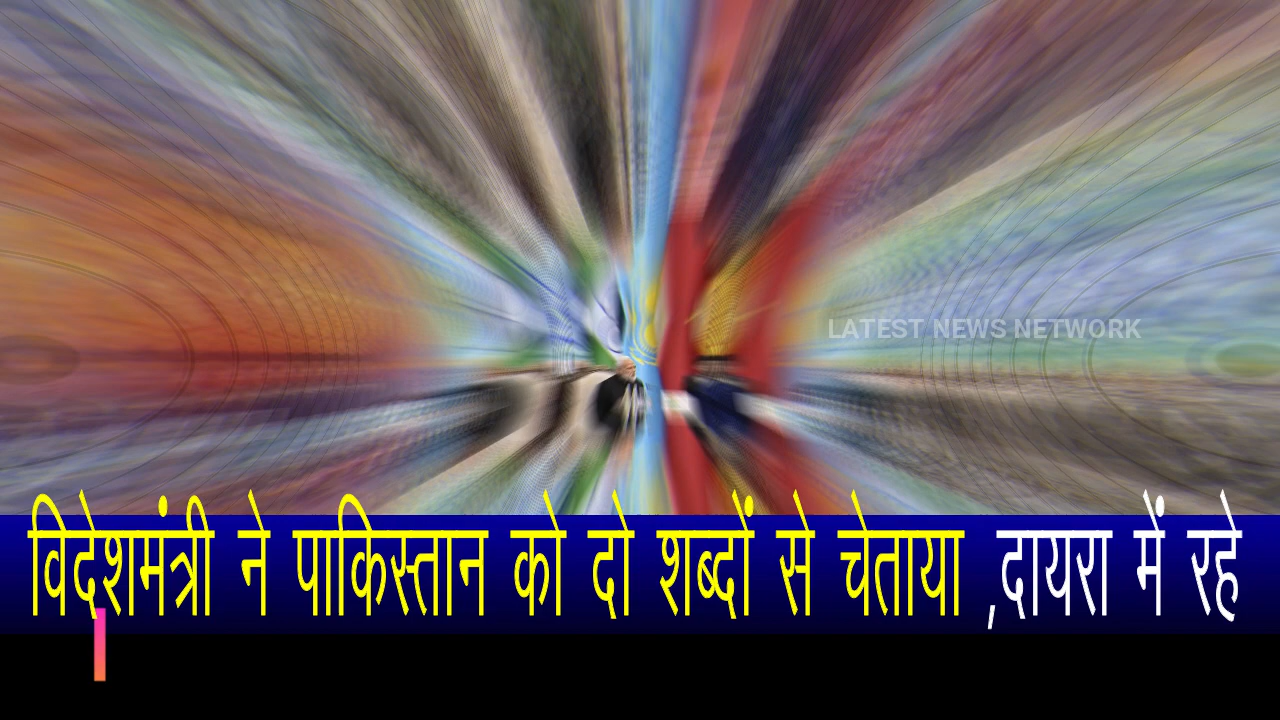 LATEST NEWS NETWORK
विदेशमंत्री ने पाकिस्तान को दो शब्दों से चेताया ,दायरा में रहे